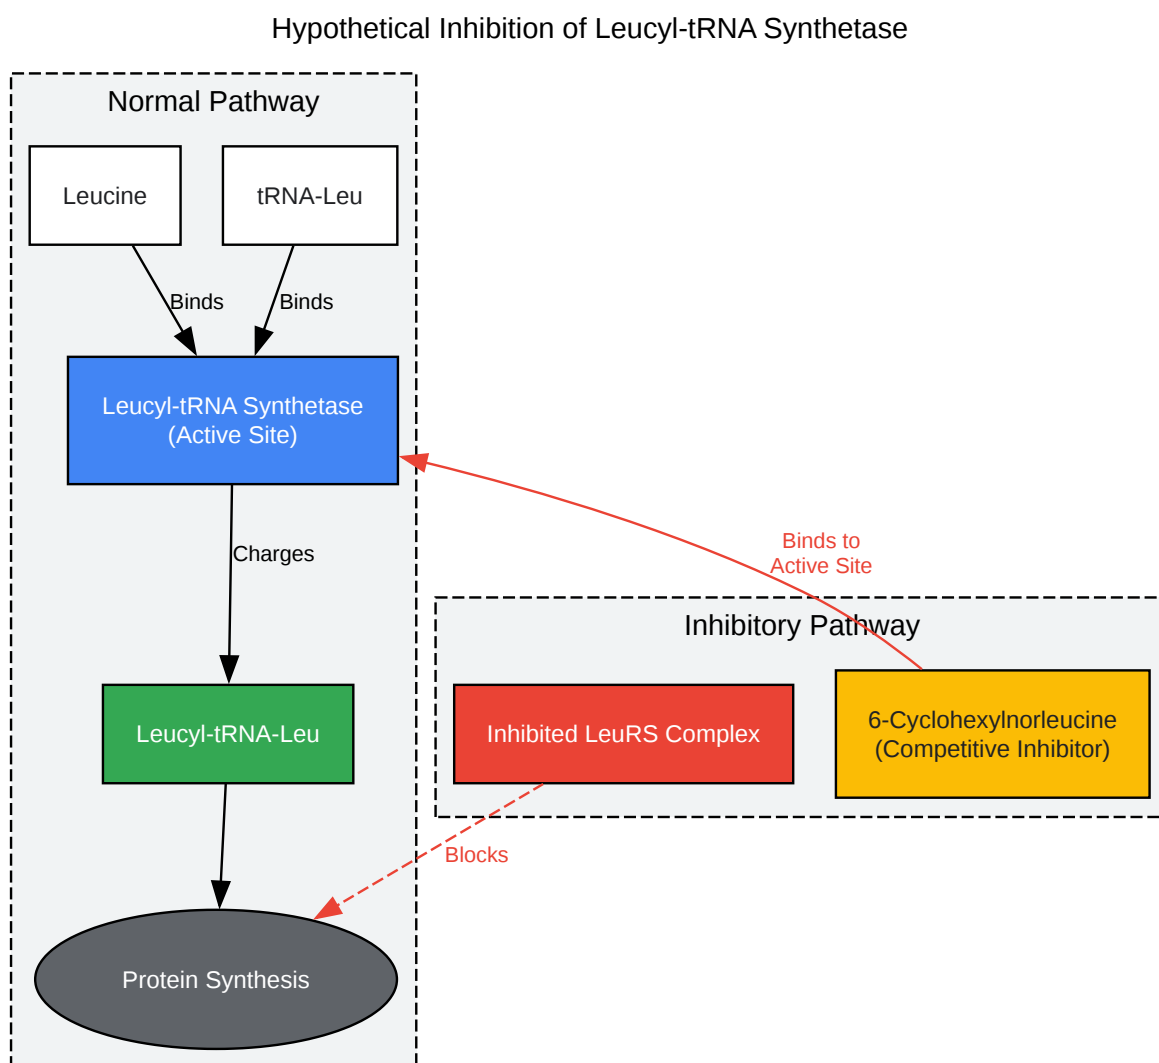 Hypothetical Inhibition of Leucyl-tRNA Synthetase
Normal Pathway
Leucine
tRNA-Leu
Binds
Binds
Leucyl-tRNA Synthetase
(Active Site)
Charges
Binds to
Active Site
Inhibitory Pathway
Leucyl-tRNA-Leu
Inhibited LeuRS Complex
6-Cyclohexylnorleucine
(Competitive Inhibitor)
Blocks
Protein Synthesis